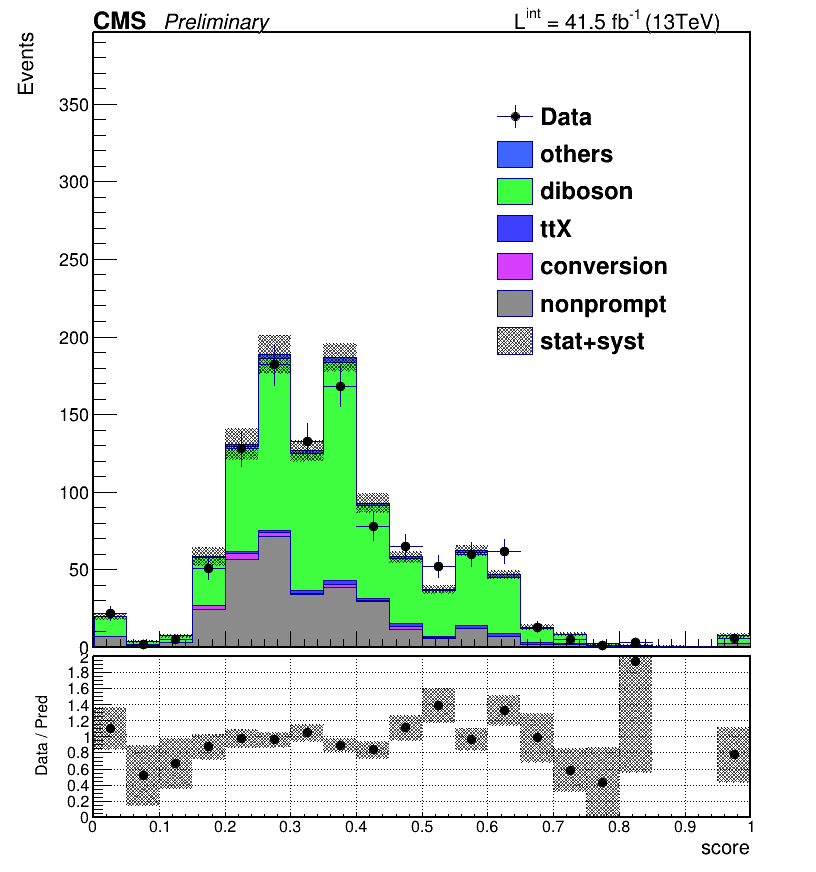 CMS Preliminary L^int = 41.5 fb^-1 (13TeV)
Events
350
300
250
200
150
100
50
0
Data
others
diboson
ttX
conversion
nonprompt
stat+syst
Data / Pred
2
1.8
1.6
1.4
1.2
1
0.8
0.6
0.4
0.2
0
0 0.1 0.2 0.3 0.4 0.5 0.6 0.7 0.8 0.9 1
score